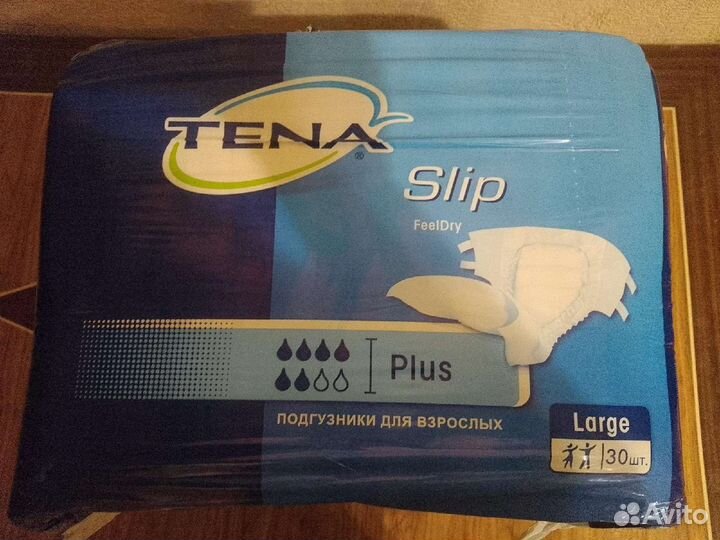 TENA®
Slip
FeelDry
Plus
ПОДГУЗНИКИ ДЛЯ ВЗРОСЛЫХ
Large
30шт.
Avito